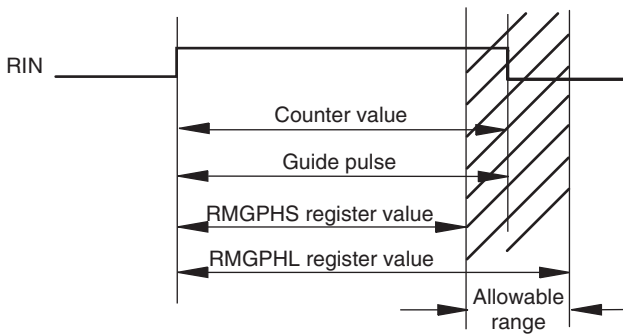 RIN
Counter value
Guide pulse
RMGPHS register value
RMGPHL register value
Allowable
range